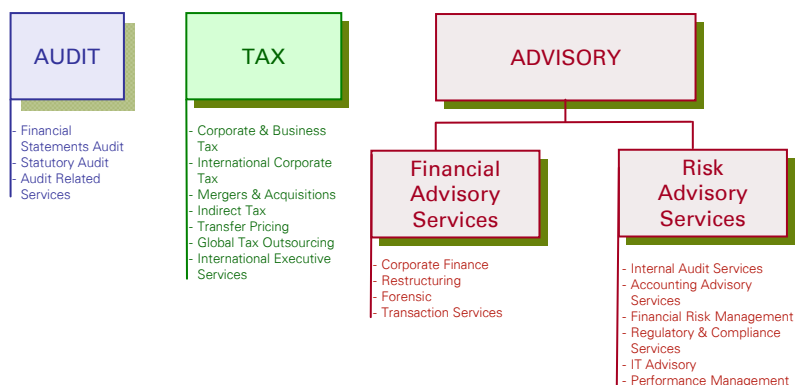 AUDIT
- Financial
Statements Audit
- Statutory Audit
- Audit Related
Services
TAX
- Corporate & Business
Tax
- International Corporate
Tax
- Mergers & Acquisitions
- Indirect Tax
- Transfer Pricing
- Global Tax Outsourcing
- International Executive
Services
ADVISORY
Financial
Advisory
Services
- Corporate Finance
- Restructuring
- Forensic
- Transaction Services
Risk
Advisory
Services
- Internal Audit Services
- Accounting Advisory
Services
- Financial Risk Management
- Regulatory & Compliance
Services
- IT Advisory
- Performance Management